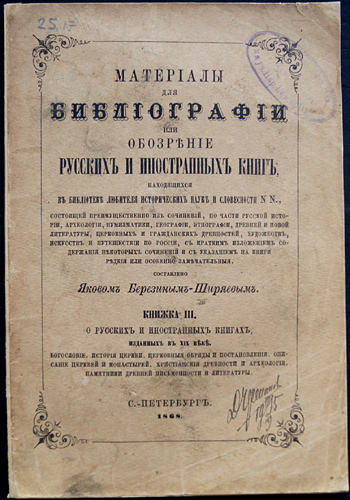 25.
МАТЕРІАЛЫ
ДЛЯ
БИБЛІОГРАФІИ
ИЛИ
ОБОЗРѢНІЕ
РУССКИХЪ И ИНОСТРАННЫХЪ КНИГЪ,
НАХОДЯЩИХСЯ
ВЪ БИБЛІОТЕКѢ ЛЮБИТЕЛЯ ИСТОРИЧЕСКИХЪ НАУКЪ И СЛОВЕСНОСТИ N N.,
СОСТОЯЩЕЙ ПРЕИМУЩЕСТВЕННО ИЗЪ СОЧИНЕНІЙ, ПО ЧАСТИ РУССКОЙ ИСТО-
РІИ, АРХЕОЛОГІИ, НУМИЗМАТИКИ, ГЕОГРАФІИ, ЭТНОГРАФІИ, ДРЕВНЕЙ И НОВОЙ
ЛИТЕРАТУРЫ, ЦЕРКОВНЫХЪ И ГРАЖДАНСКИХЪ ДРЕВНОСТЕЙ, ХУДОЖЕСТВЪ,
ИСКУССТВЪ И ПУТЕШЕСТВІИ ПО РОССІИ, СЪ КРАТКИМЪ ИЗЛОЖЕНІЕМЪ СО-
ДЕРЖАНІЯ НѢКОТОРЫХЪ СОЧИНЕНІЙ И СЪ УКАЗАНІЕМЪ НА КНИГИ
РѢДКІЯ ИЛИ ОСОБЕННО ЗАМѢЧАТЕЛЬНЫЯ.
СОСТАВЛЕНО
Яковомъ Березинымъ-Ширяевымъ.
КНИЖКА III.
О РУССКИХЪ И ИНОСТРАННЫХЪ КНИГАХЪ,
ИЗДАННЫХЪ ВЪ XIX ВѢКѢ.
БОГОСЛОВІЕ, ИСТОРІЯ ЦЕРКВИ, ЦЕРКОВНЫЕ ОБРЯДЫ И ПОСТАНОВЛЕНІЯ, ОПИ-
САНІЕ ЦЕРКВЕЙ И МОНАСТЫРЕЙ, ХРИСТІАНСКІЯ ДРЕВНОСТИ И АРХЕОЛОГІЯ,
ПАМЯТНИКИ ДРЕВНЕЙ ПИСЬМЕННОСТИ И ЛИТЕРАТУРЫ.
С.-ПЕТЕРБУРГЪ.
1868.